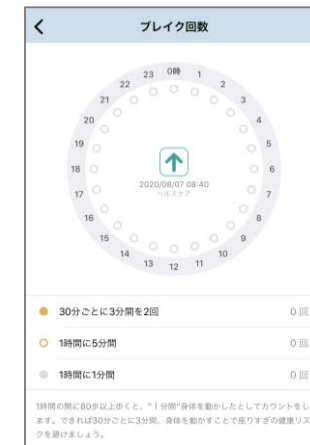 ブレイク回数
0時
1
2
3
4
5
6
7
8
9
10
11
12
13
14
15
16
17
18
19
20
21
22
23
2020/08/07 08:40
ヘルスケア
30分ごとに3分間を2回 0 回
1時間に5分間 0 回
1時間に1分間 0 回
1時間の間に80歩以上歩くと、"1分間"身体を動かしたとしてカウントをし
ます。できれば30分ごとに3分間、身体を動かすことで座りすぎの健康リス
クを避けましょう。